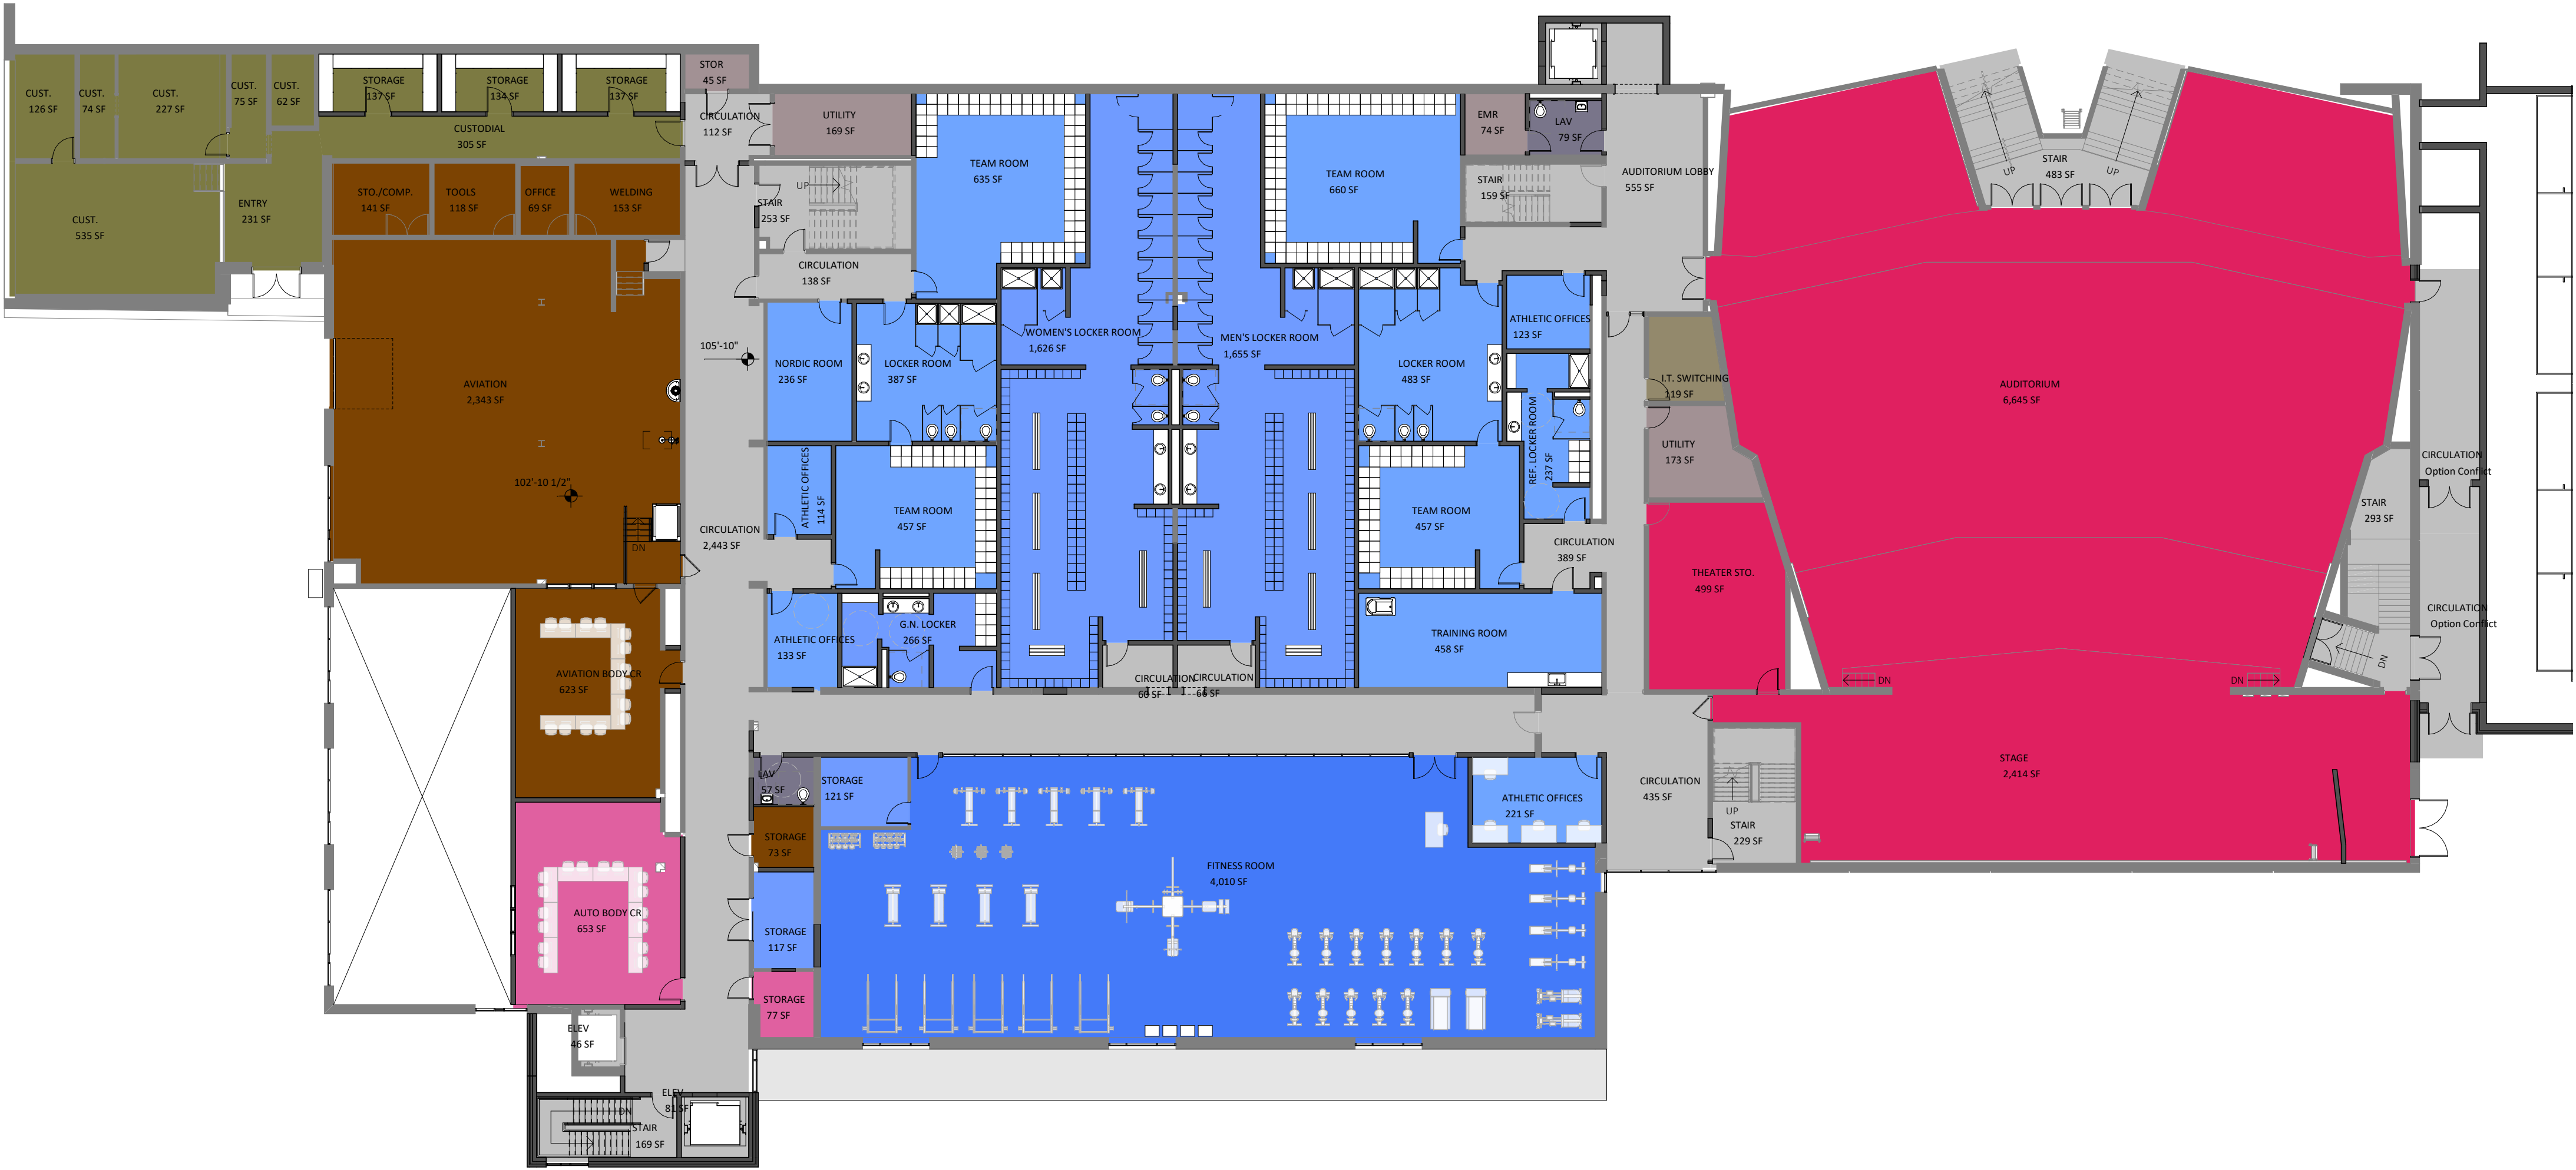 CUST.
126 SF
CUST.
74 SF
CUST.
227 SF
CUST.
75 SF
CUST.
62 SF
STORAGE
137 SF
STORAGE
134 SF
STORAGE
137 SF
STOR
45 SF
CUSTODIAL
305 SF
CIRCULATION
112 SF
UTILITY
169 SF
CUST.
535 SF
ENTRY
231 SF
STO./COMP.
141 SF
TOOLS
118 SF
OFFICE
69 SF
WELDING
153 SF
UP
STAIR
253 SF
CIRCULATION
138 SF
TEAM ROOM
635 SF
TEAM ROOM
660 SF
EMR
74 SF
LAV
79 SF
STAIR
159 SF
AUDITORIUM LOBBY
555 SF
STAIR
483 SF
UP
UP
AVIATION
2,343 SF
102'-10 1/2"
DN
105'-10"
NORDIC ROOM
236 SF
LOCKER ROOM
387 SF
WOMEN'S LOCKER ROOM
1,626 SF
MEN'S LOCKER ROOM
1,655 SF
LOCKER ROOM
483 SF
ATHLETIC OFFICES
123 SF
REF. LOCKER ROOM
237 SF
I.T. SWITCHING
119 SF
UTILITY
173 SF
AUDITORIUM
6,645 SF
CIRCULATION
Option Conflict
STAIR
293 SF
CIRCULATION
2,443 SF
ATHLETIC OFFICES
114 SF
TEAM ROOM
457 SF
TEAM ROOM
457 SF
CIRCULATION
389 SF
THEATER STO.
499 SF
CIRCULATION
Option Conflict
ATHLETIC OFFICES
133 SF
G.N. LOCKER
266 SF
CIRCULATION
66 SF
CIRCULATION
66 SF
TRAINING ROOM
458 SF
DN
DN
DN
AVIATION BODY CR
623 SF
LAV
57 SF
STORAGE
121 SF
STORAGE
73 SF
ATHLETIC OFFICES
221 SF
CIRCULATION
435 SF
UP
STAIR
229 SF
STAGE
2,414 SF
FITNESS ROOM
4,010 SF
AUTO BODY CR
653 SF
STORAGE
117 SF
STORAGE
77 SF
ELEV
46 SF
ELEV
81 SF
DN
STAIR
169 SF